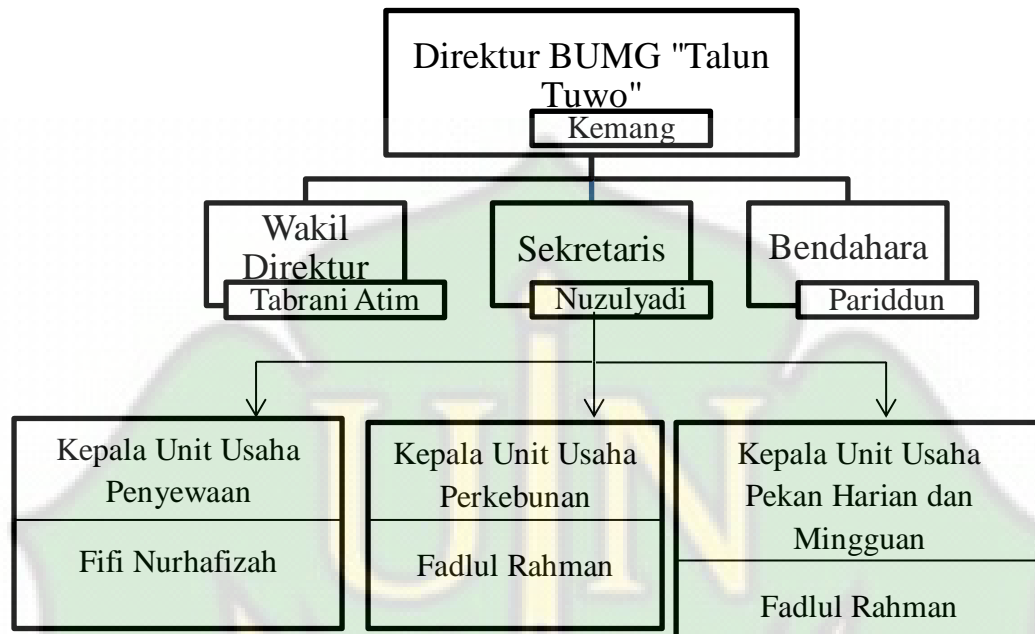 Direktur BUMG "Talun
Tuwo"
Kemang
Wakil
Direktur
Tabrani Atim
Sekretaris
Nuzulyadi
Bendahara
Pariddun
Kepala Unit Usaha
Penyewaan
Fifi Nurhafizah
Kepala Unit Usaha
Perkebunan
Fadlul Rahman
Kepala Unit Usaha
Pekan Harian dan
Mingguan
Fadlul Rahman
UIN